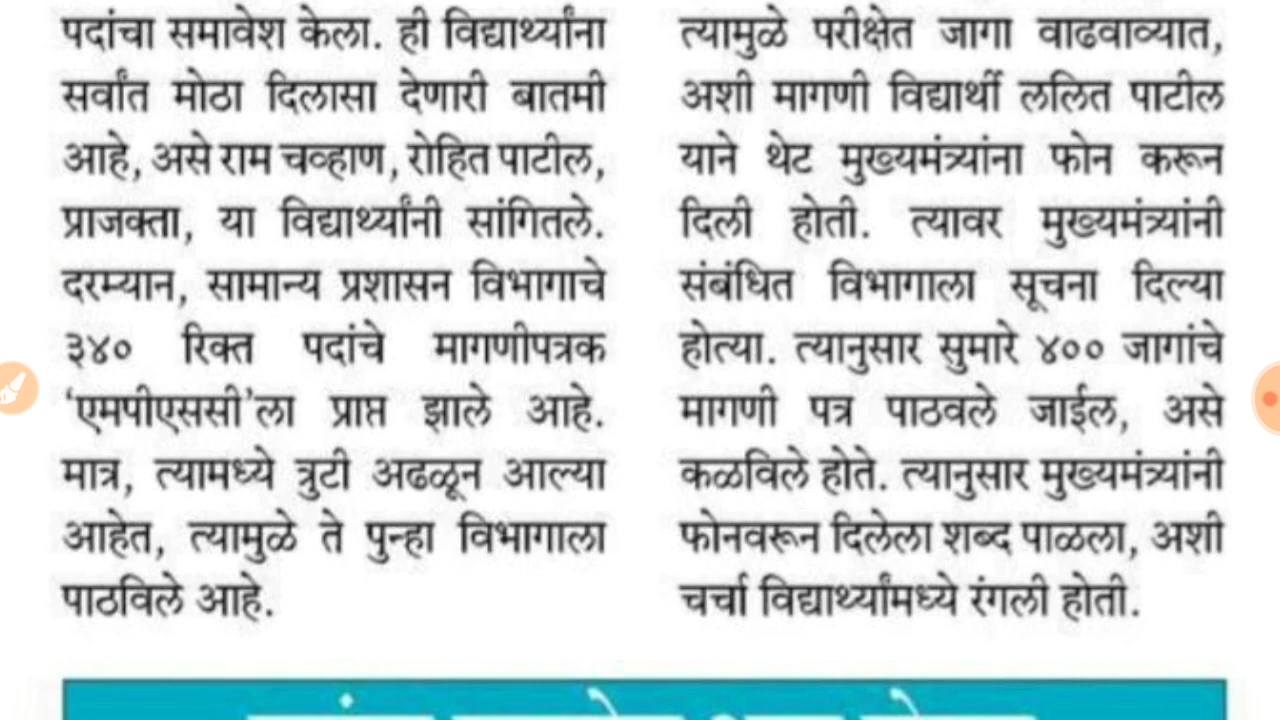 पदांचा समावेश केला. ही विद्यार्थ्यांना
सर्वांत मोठा दिलासा देणारी बातमी
आहे, असे राम चव्हाण, रोहित पाटील,
प्राजक्ता, या विद्यार्थ्यांनी सांगितले.
दरम्यान, सामान्य प्रशासन विभागाचे
३४० रिक्त पदांचे मागणीपत्रक
‘एमपीएससी’ला प्राप्त झाले आहे.
मात्र, त्यामध्ये त्रुटी अढळून आल्या
आहेत, त्यामुळे ते पुन्हा विभागाला
पाठविले आहे.
त्यामुळे परीक्षेत जागा वाढवाव्यात,
अशी मागणी विद्यार्थी ललित पाटील
याने थेट मुख्यमंत्र्यांना फोन करून
दिली होती. त्यावर मुख्यमंत्र्यांनी
संबंधित विभागाला सूचना दिल्या
होत्या. त्यानुसार सुमारे ४०० जागांचे
मागणी पत्र पाठवले जाईल, असे
कळविले होते. त्यानुसार मुख्यमंत्र्यांनी
फोनवरून दिलेला शब्द पाळला, अशी
चर्चा विद्यार्थ्यांमध्ये रंगली होती.